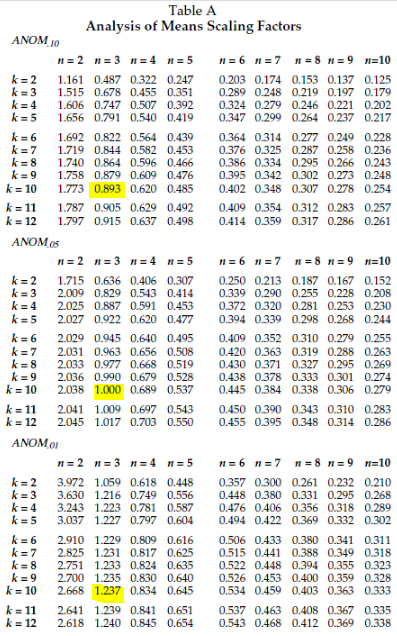 Table A
Analysis of Means Scaling Factors
ANOM.10
n = 2 n = 3 n = 4 n = 5 n = 6 n = 7 n = 8 n = 9 n=10
k = 2 1.161 0.487 0.322 0.247 0.203 0.174 0.153 0.137 0.125
k = 3 1.515 0.678 0.455 0.351 0.289 0.248 0.219 0.197 0.179
k = 4 1.606 0.747 0.507 0.392 0.324 0.279 0.246 0.221 0.202
k = 5 1.656 0.791 0.540 0.419 0.347 0.299 0.264 0.237 0.217
k = 6 1.692 0.822 0.564 0.439 0.364 0.314 0.277 0.249 0.228
k = 7 1.719 0.844 0.582 0.453 0.376 0.325 0.287 0.258 0.236
k = 8 1.740 0.864 0.596 0.466 0.386 0.334 0.295 0.266 0.243
k = 9 1.758 0.879 0.609 0.476 0.395 0.342 0.302 0.273 0.248
k = 10 1.773 0.893 0.620 0.485 0.402 0.348 0.307 0.278 0.254
k = 11 1.787 0.905 0.629 0.492 0.409 0.354 0.312 0.283 0.257
k = 12 1.797 0.915 0.637 0.498 0.414 0.359 0.317 0.286 0.261
ANOM.05
n = 2 n = 3 n = 4 n = 5 n = 6 n = 7 n = 8 n = 9 n=10
k = 2 1.715 0.636 0.406 0.307 0.250 0.213 0.187 0.167 0.152
k = 3 2.009 0.829 0.543 0.414 0.339 0.290 0.255 0.228 0.208
k = 4 2.025 0.887 0.591 0.453 0.372 0.320 0.281 0.253 0.230
k = 5 2.027 0.922 0.620 0.477 0.394 0.339 0.298 0.268 0.244
k = 6 2.029 0.945 0.640 0.495 0.409 0.352 0.310 0.279 0.255
k = 7 2.031 0.963 0.656 0.508 0.420 0.363 0.319 0.288 0.263
k = 8 2.033 0.977 0.668 0.519 0.430 0.371 0.327 0.295 0.269
k = 9 2.036 0.990 0.679 0.528 0.438 0.378 0.333 0.301 0.274
k = 10 2.038 1.000 0.689 0.537 0.445 0.384 0.338 0.306 0.279
k = 11 2.041 1.009 0.697 0.543 0.450 0.390 0.343 0.310 0.283
k = 12 2.045 1.017 0.703 0.550 0.455 0.395 0.348 0.314 0.286
ANOM.01
n = 2 n = 3 n = 4 n = 5 n = 6 n = 7 n = 8 n = 9 n=10
k = 2 3.972 1.059 0.618 0.448 0.357 0.300 0.261 0.232 0.210
k = 3 3.630 1.216 0.749 0.556 0.448 0.380 0.331 0.295 0.268
k = 4 3.243 1.223 0.781 0.587 0.476 0.406 0.356 0.318 0.289
k = 5 3.037 1.227 0.797 0.604 0.494 0.422 0.369 0.332 0.302
k = 6 2.910 1.229 0.809 0.616 0.506 0.433 0.380 0.341 0.311
k = 7 2.825 1.231 0.817 0.625 0.515 0.441 0.388 0.349 0.318
k = 8 2.751 1.233 0.824 0.635 0.522 0.448 0.394 0.355 0.323
k = 9 2.700 1.235 0.830 0.640 0.526 0.453 0.400 0.359 0.328
k = 10 2.668 1.237 0.834 0.645 0.534 0.459 0.403 0.363 0.333
k = 11 2.641 1.239 0.841 0.651 0.537 0.463 0.408 0.367 0.335
k = 12 2.618 1.240 0.845 0.654 0.543 0.468 0.412 0.369 0.338